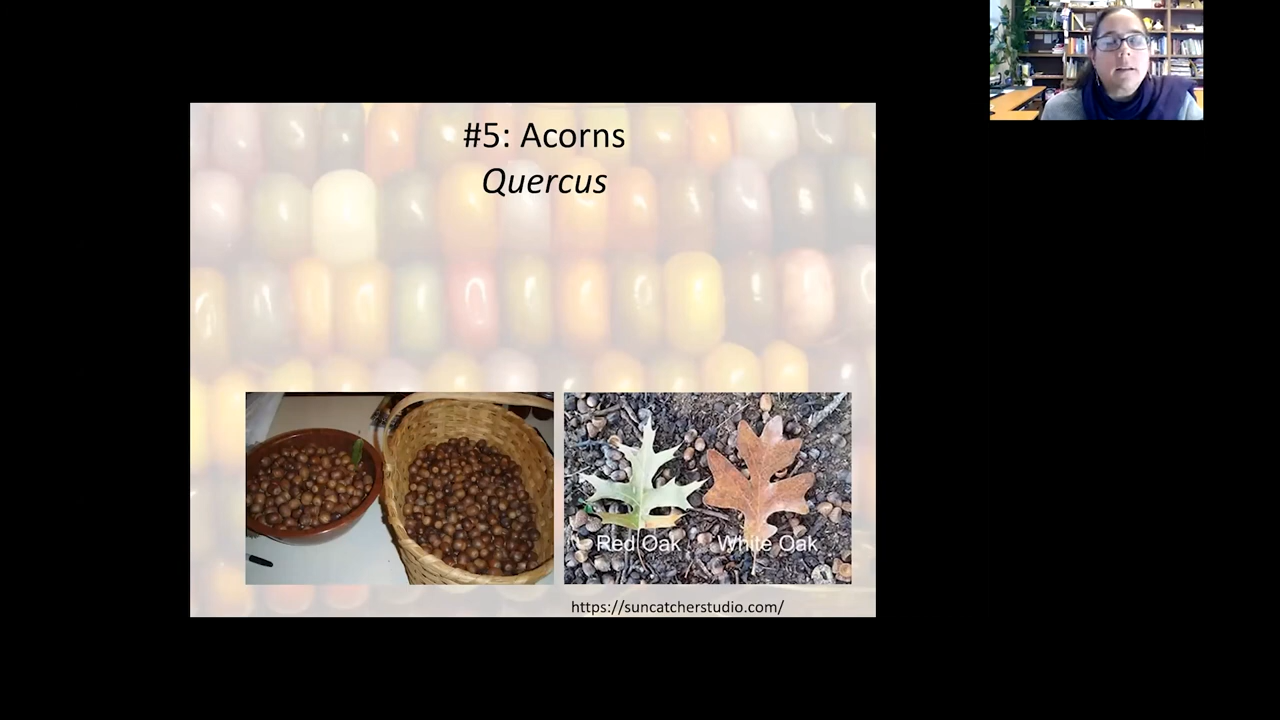 #5: Acorns
Quercus
Red Oak
White Oak
https://suncatcherstudio.com/